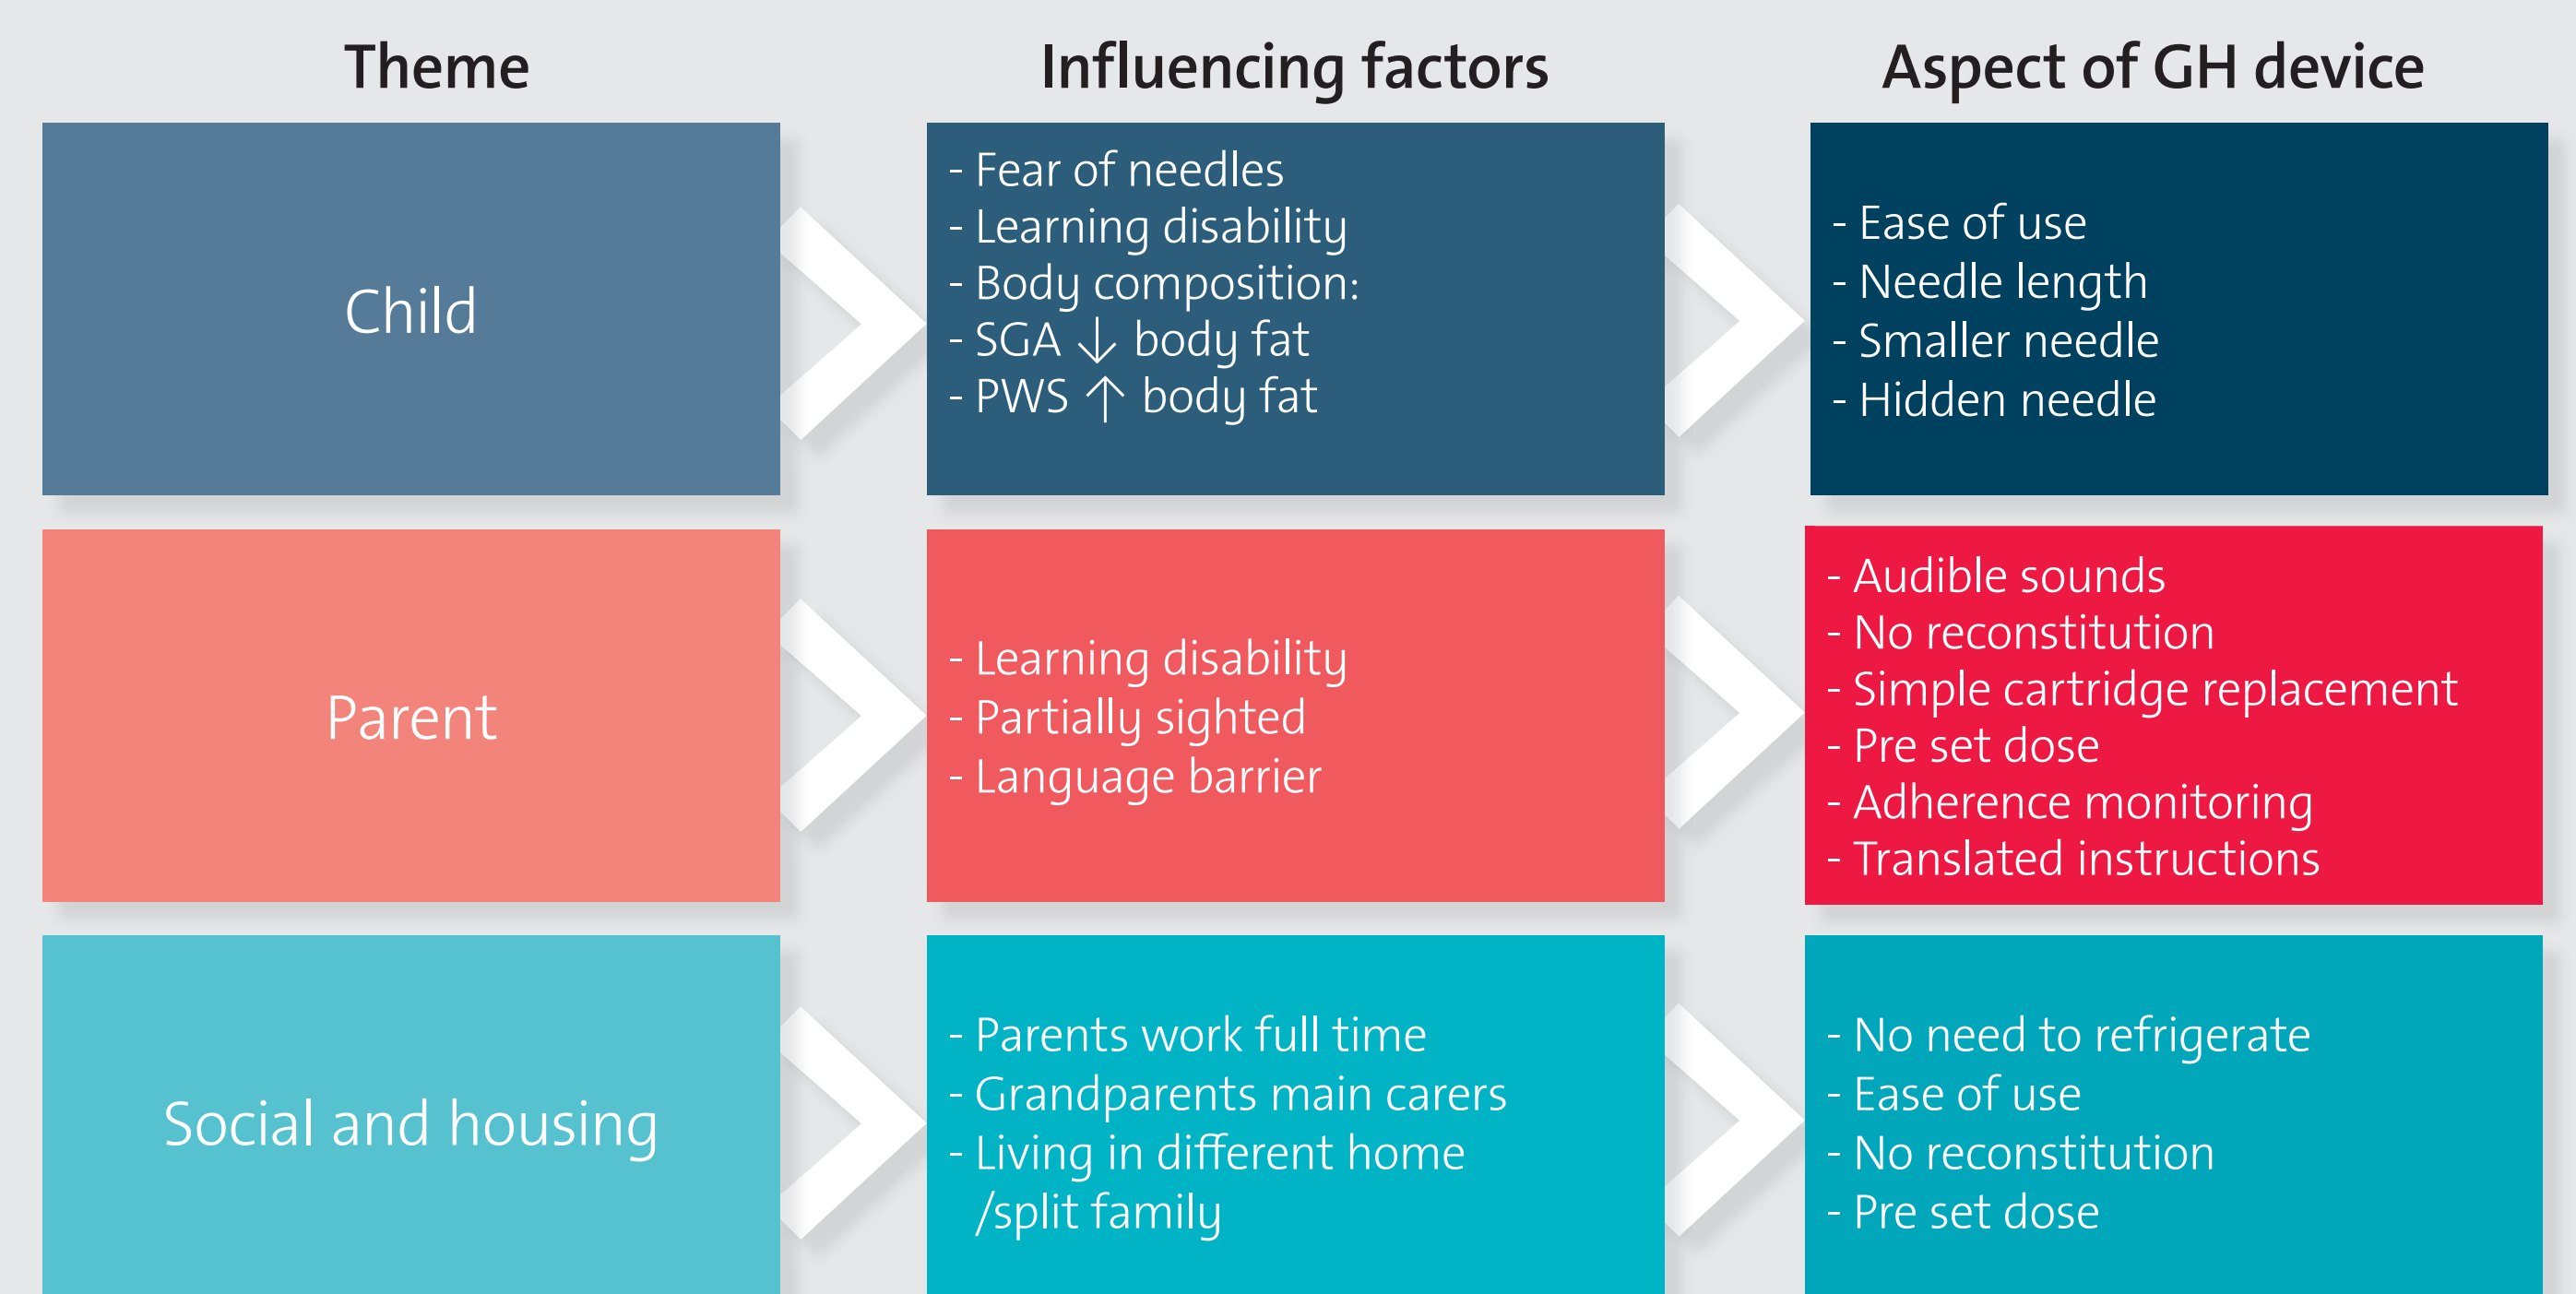 Theme
Influencing factors
Aspect of GH device
Child
- Fear of needles
- Learning disability
- Body composition:
- SGA ↓ body fat
- PWS ↑ body fat
- Ease of use
- Needle length
- Smaller needle
- Hidden needle
Parent
- Learning disability
- Partially sighted
- Language barrier
- Audible sounds
- No reconstitution
- Simple cartridge replacement
- Pre set dose
- Adherence monitoring
- Translated instructions
Social and housing
- Parents work full time
- Grandparents main carers
- Living in different home
/split family
- No need to refrigerate
- Ease of use
- No reconstitution
- Pre set dose